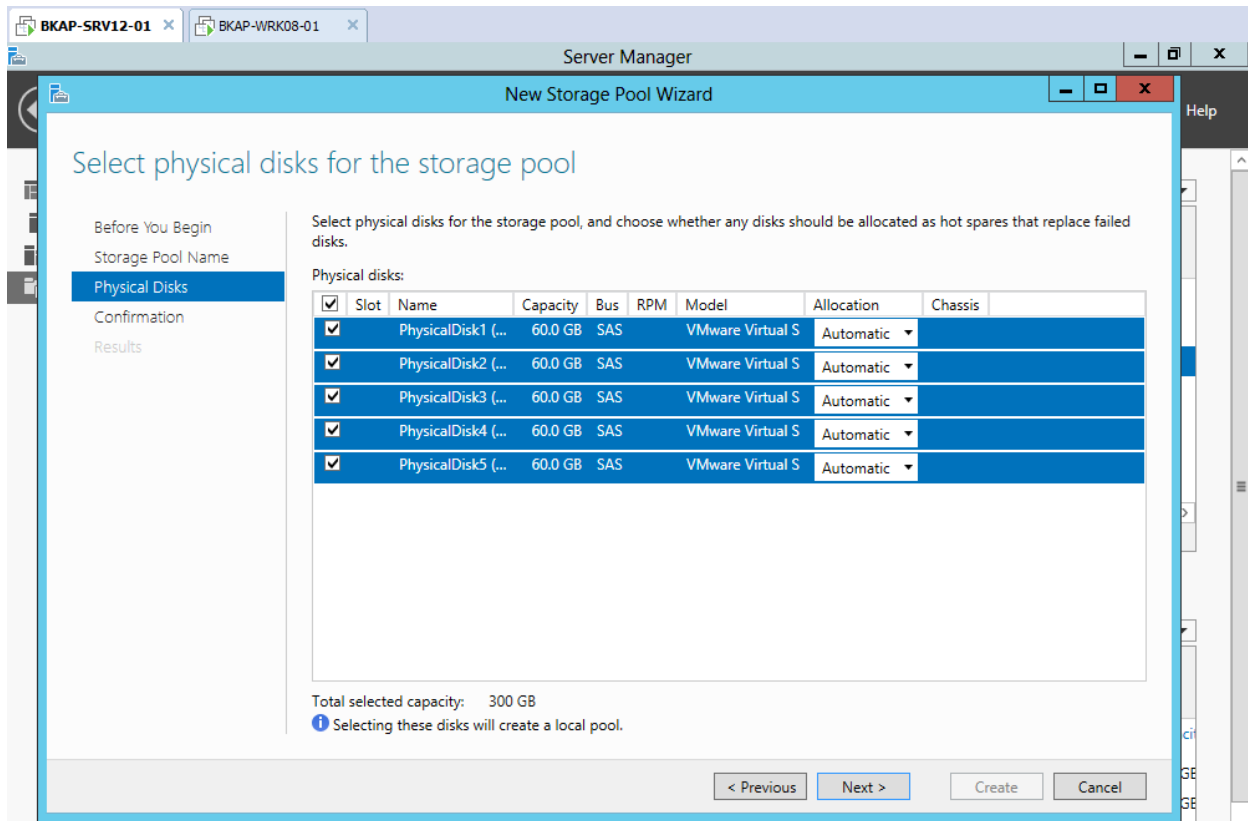 BKAP-SRV12-01 × BKAP-WRK08-01 ×
Server Manager
New Storage Pool Wizard
Help
Select physical disks for the storage pool
Before You Begin
Storage Pool Name
Physical Disks
Confirmation
Results
Select physical disks for the storage pool, and choose whether any disks should be allocated as hot spares that replace failed
disks.
Physical disks:
Slot Name Capacity Bus RPM Model Allocation Chassis
PhysicalDisk1 (... 60.0 GB SAS VMware Virtual S Automatic
PhysicalDisk2 (... 60.0 GB SAS VMware Virtual S Automatic
PhysicalDisk3 (... 60.0 GB SAS VMware Virtual S Automatic
PhysicalDisk4 (... 60.0 GB SAS VMware Virtual S Automatic
PhysicalDisk5 (... 60.0 GB SAS VMware Virtual S Automatic
Total selected capacity: 300 GB
Selecting these disks will create a local pool.
< Previous Next > Create Cancel